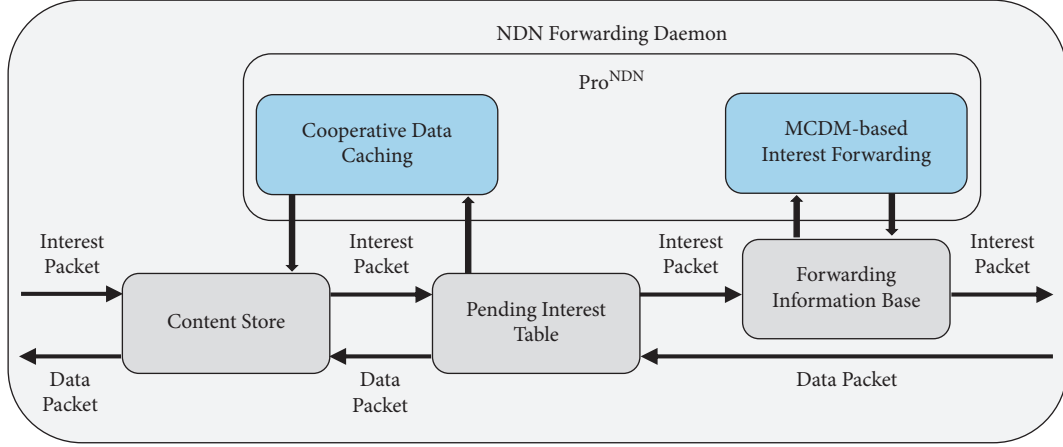 NDN Forwarding Daemon
Pro^NDN
Cooperative Data
Caching
MCDM-based
Interest Forwarding
Interest
Packet
Interest
Packet
Interest
Packet
Interest
Packet
Content Store
Pending Interest
Table
Forwarding
Information Base
Data
Packet
Data
Packet
Data Packet